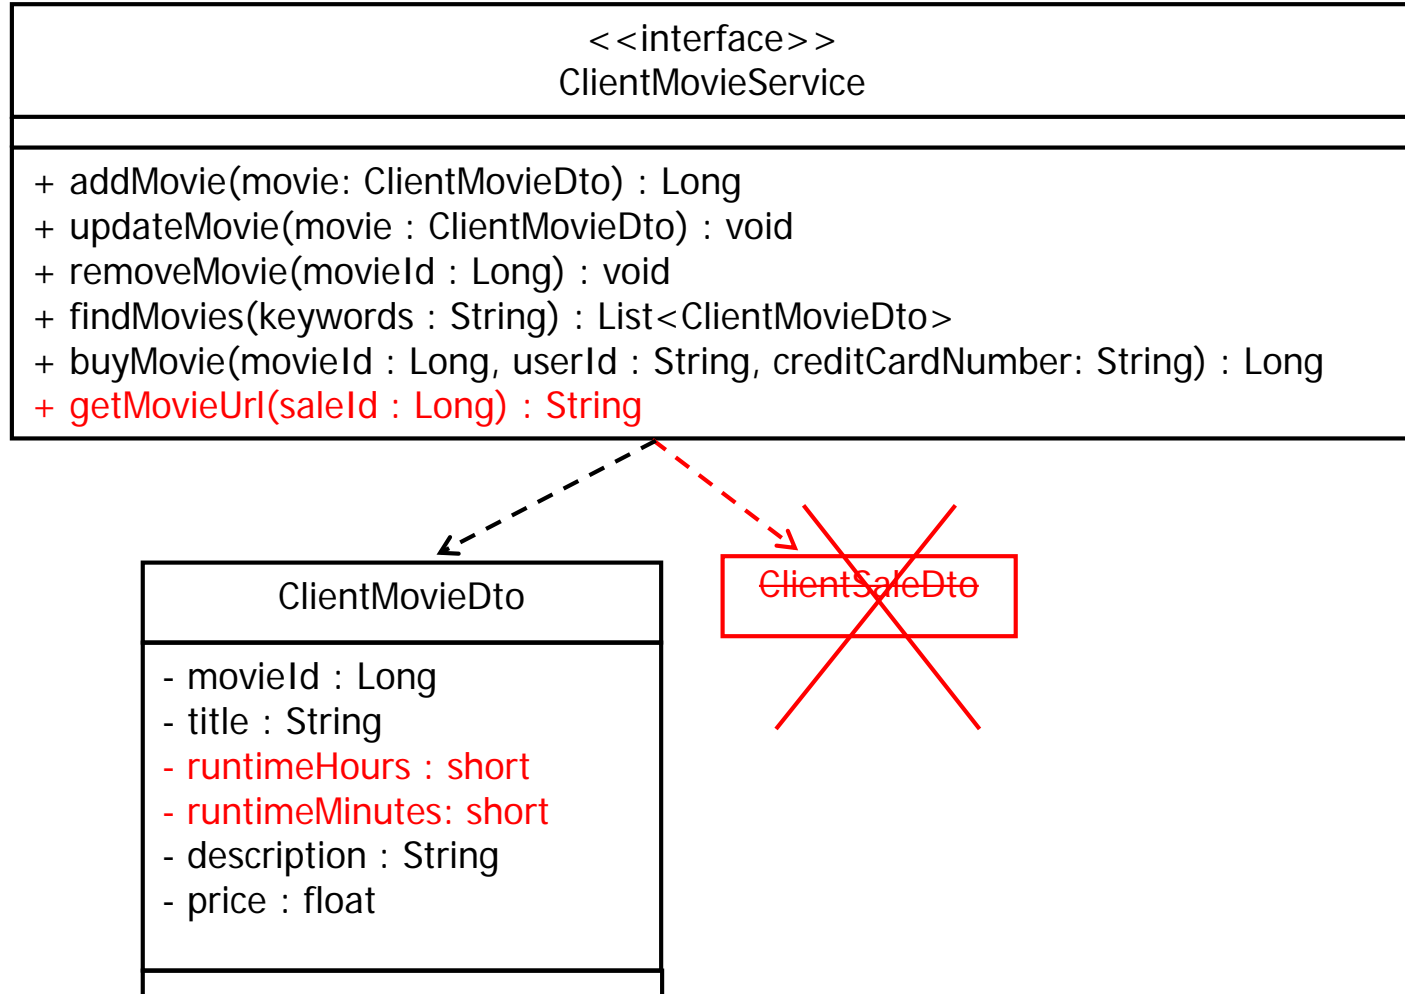 <<interface>>
ClientMovieService
+ addMovie(movie: ClientMovieDto) : Long
+ updateMovie(movie : ClientMovieDto) : void
+ removeMovie(movieId : Long) : void
+ findMovies(keywords : String) : List<ClientMovieDto>
+ buyMovie(movieId : Long, userId : String, creditCardNumber: String) : Long
+ getMovieUrl(saleId : Long) : String
ClientMovieDto
ClientSaleDto
- movieId : Long
- title : String
- runtimeHours : short
- runtimeMinutes: short
- description : String
- price : float